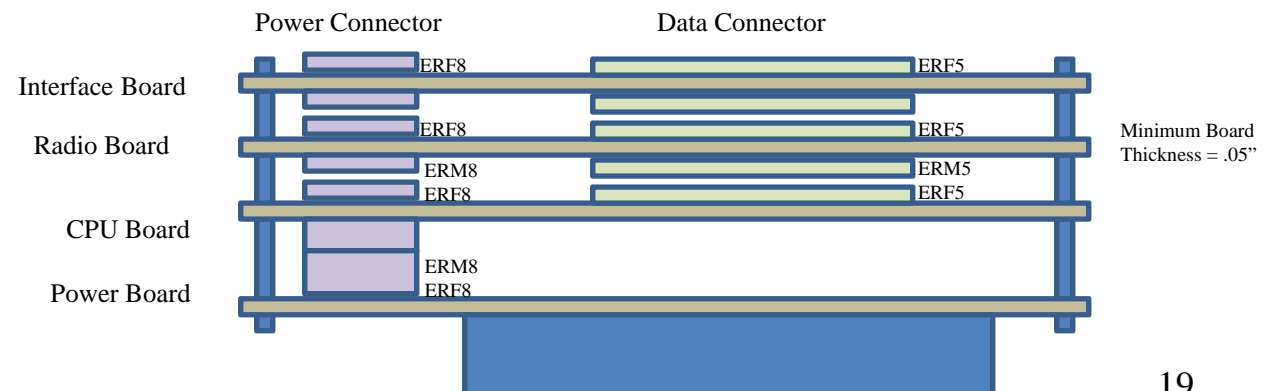 Power Connector
Data Connector
ERF8
ERF5
Interface Board
ERF8
ERF5
Radio Board
Minimum Board
Thickness = .05”
ERM8
ERM5
ERF8
ERF5
CPU Board
ERM8
Power Board
ERF8
19